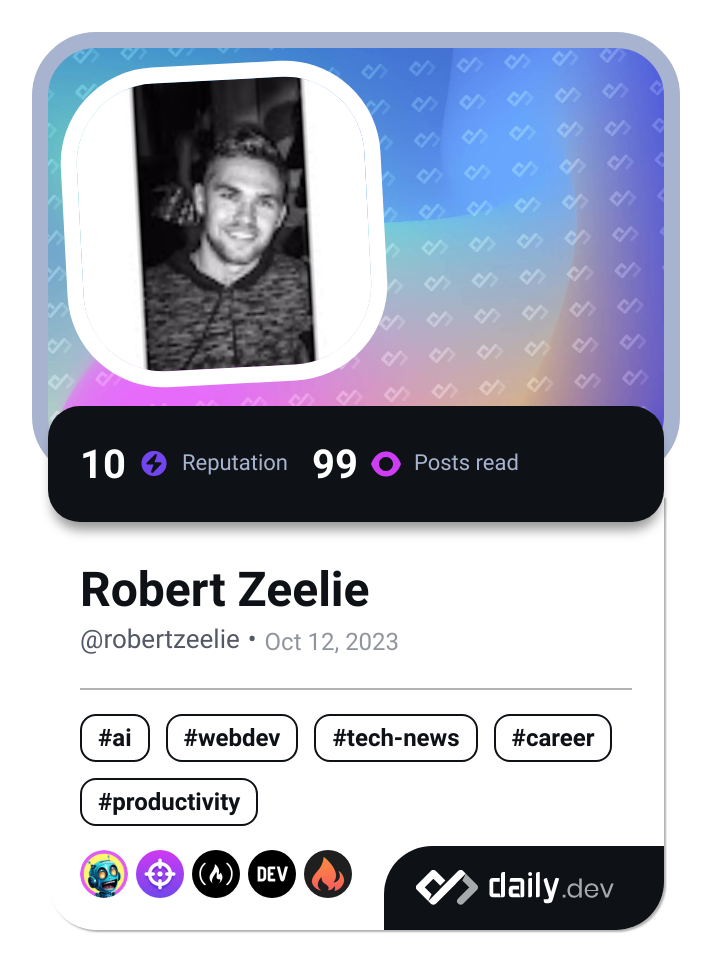 10 Reputation 99 Posts read
Robert Zeelie
@robertzeelie • Oct 12, 2023
#ai #webdev #tech-news #career
#productivity
DEV
daily.dev